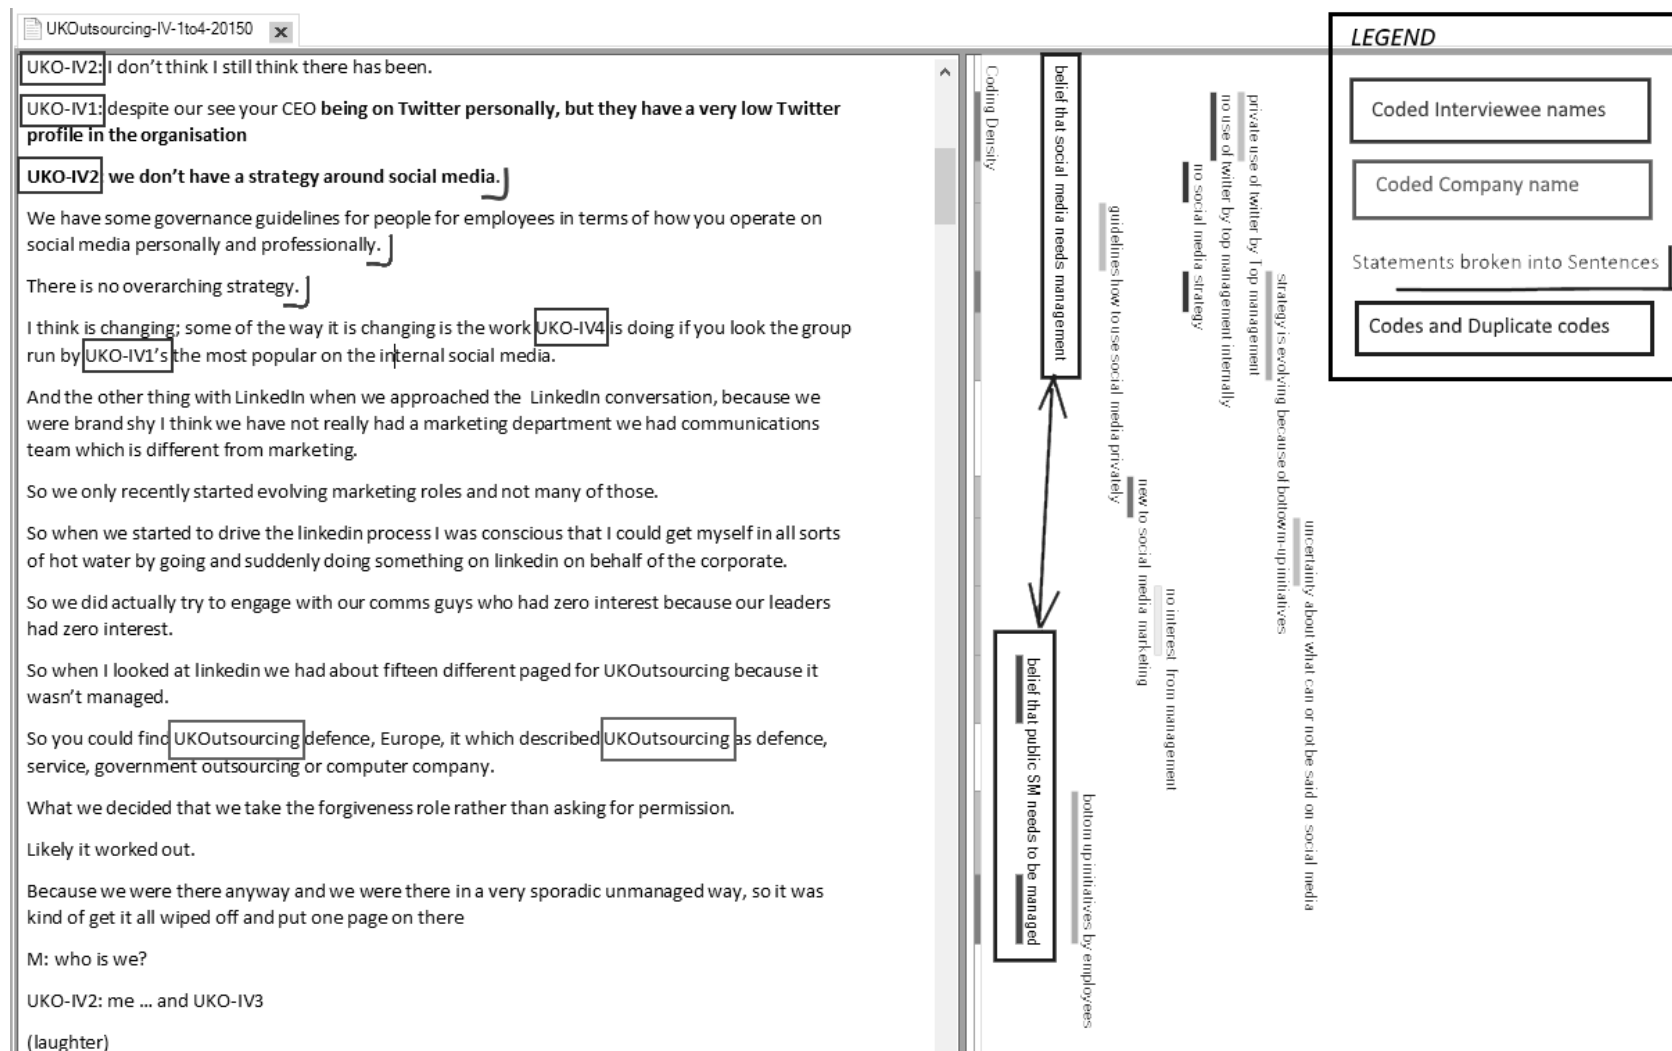 UKOutsourcing-IV-1to4-20150
UKO-IV2: I don't think I still think there has been.
UKO-IV1: despite our see your CEO being on Twitter personally, but they have a very low Twitter
profile in the organisation
UKO-IV2: we don't have a strategy around social media.
We have some governance guidelines for people for employees in terms of how you operate on
social media personally and professionally.
There is no overarching strategy.
I think is changing; some of the way it is changing is the work UKO-IV4 is doing if you look the group
run by UKO-IV1's the most popular on the internal social media.
And the other thing with LinkedIn when we approached the LinkedIn conversation, because we
were brand shy I think we have not really had a marketing department we had communications
team which is different from marketing.
So we only recently started evolving marketing roles and not many of those.
So when we started to drive the linkedin process I was conscious that I could get myself in all sorts
of hot water by going and suddenly doing something on linkedin on behalf of the corporate.
So we did actually try to engage with our comms guys who had zero interest because our leaders
had zero interest.
So when I looked at linkedin we had about fifteen different paged for UKOutsourcing because it
wasn't managed.
So you could find UKOutsourcing defence, Europe, it which described UKOutsourcing as defence,
service, government outsourcing or computer company.
What we decided that we take the forgiveness role rather than asking for permission.
Likely it worked out.
Because we were there anyway and we were there in a very sporadic unmanaged way, so it was
kind of get it all wiped off and put one page on there
M: who is we?
UKO-IV2: me ... and UKO-IV3
(laughter)
Coding Density
belief that social media needs management
belief that public SM needs to be managed
bottom up initiatives by employees
guidelines how to use social media privately
new to social media marketing
no interest from management
no social media strategy
no use of twitter by top management internally
private use of twitter by Top management
strategy is evolving because of bottowm-up initiatives
uncertainty about what can or not be said on social media
LEGEND
Coded Interviewee names
Coded Company name
Statements broken into Sentences
Codes and Duplicate codes